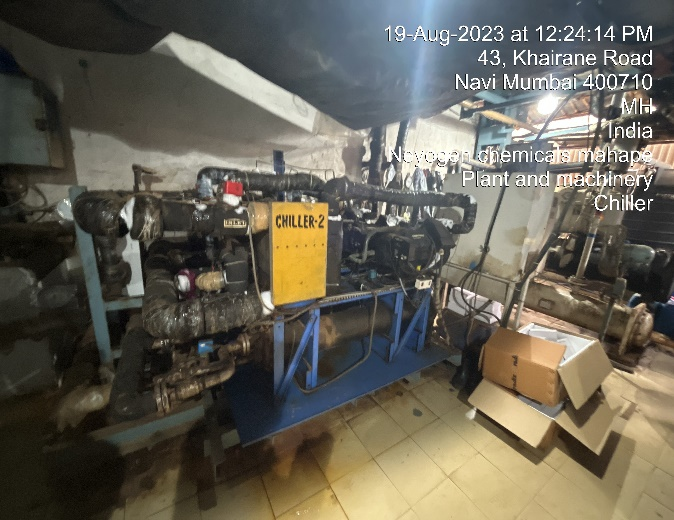 19-Aug-2023 at 12:24:14 PM
43, Khairane Road
Navi Mumbai 400710
MH
India
Noyogen chemicals mahape
Plant and machinery
Chiller
CHILLER-2